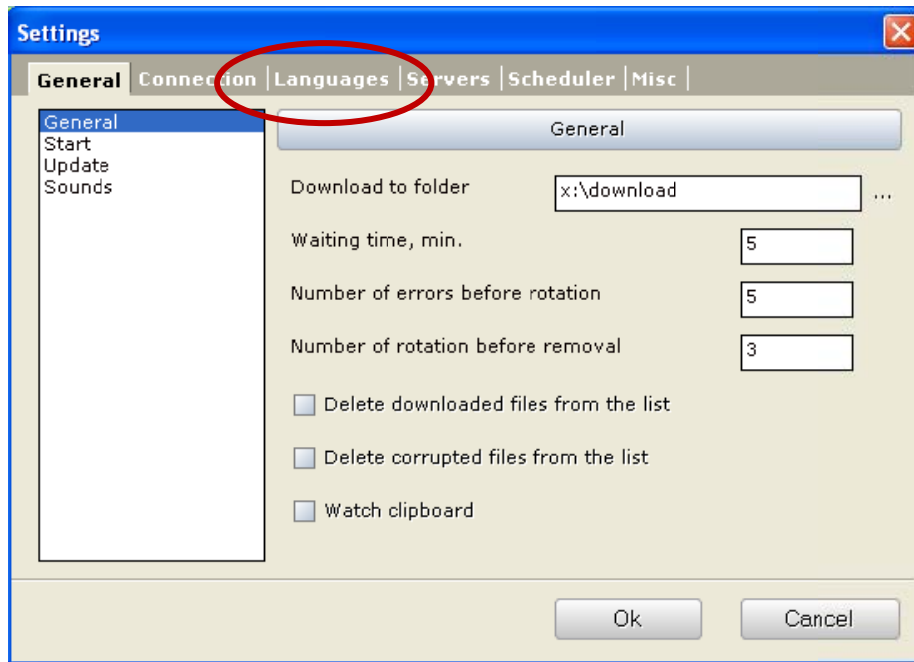 Settings
General Connection Languages Servers Scheduler Misc
General
Start
Update
Sounds
General
Download to folder x:\download ...
Waiting time, min. 5
Number of errors before rotation 5
Number of rotation before removal 3
Delete downloaded files from the list
Delete corrupted files from the list
Watch clipboard
Ok Cancel